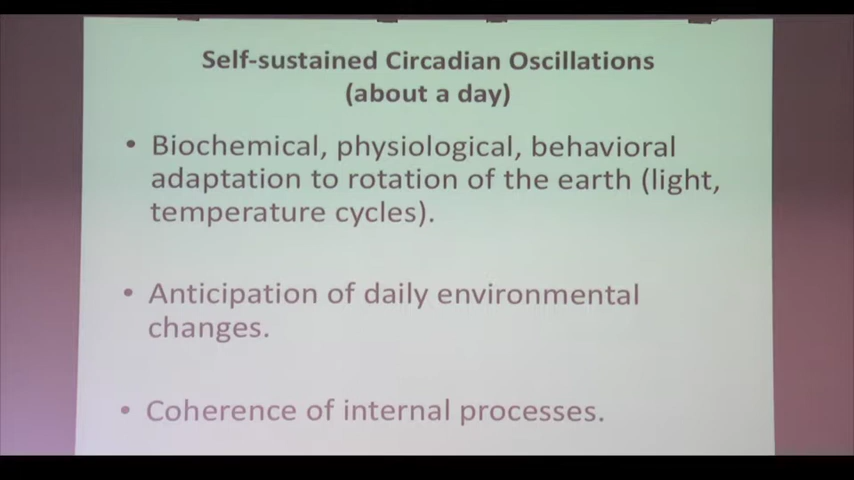 Self-sustained Circadian Oscillations
(about a day)
• Biochemical, physiological, behavioral
adaptation to rotation of the earth (light,
temperature cycles).
• Anticipation of daily environmental
changes.
• Coherence of internal processes.